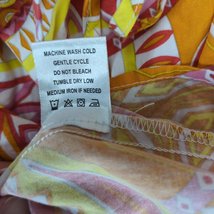 MACHINE WASH COLD
GENTLE CYCLE
DO NOT BLEACH
TUMBLE DRY LOW
MEDIUM IRON IF NEEDED